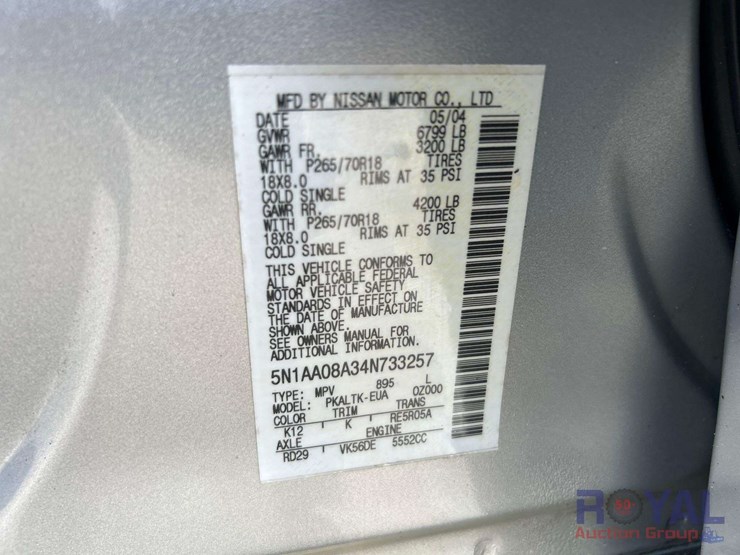 MFD BY NISSAN MOTOR CO., LTD
DATE 05/04
GVWR 6799 LB
GAWR FR. 3200 LB
WITH P265/70R18 TIRES
18X8.0 RIMS AT 35 PSI
COLD SINGLE
GAWR RR. 4200 LB
WITH P265/70R18 TIRES
18X8.0 RIMS AT 35 PSI
COLD SINGLE
THIS VEHICLE CONFORMS TO
ALL APPLICABLE FEDERAL
MOTOR VEHICLE SAFETY
STANDARDS IN EFFECT ON
THE DATE OF MANUFACTURE
SHOWN ABOVE.
SEE OWNERS MANUAL FOR
ADDITIONAL INFORMATION
5N1AA08A34N733257
TYPE: MPV 895 L
MODEL: PKALTK-EUA 0Z000
COLOR TRIM TRANS
K12 K RE5R05A
AXLE ENGINE
RD29 VK56DE 5552CC
ROYAL
Auction Group